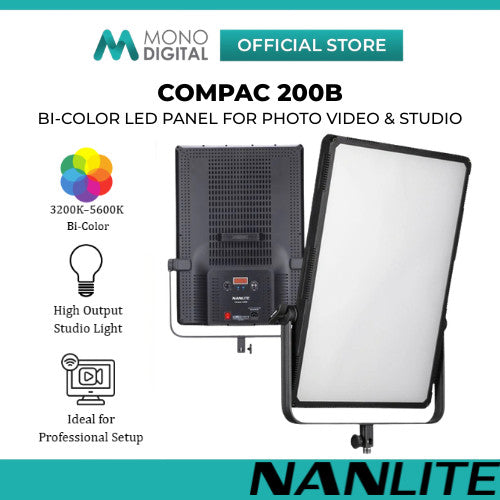 MONO
DIGITAL
OFFICIAL STORE
COMPAC 200B
BI-COLOR LED PANEL FOR PHOTO VIDEO & STUDIO
3200K–5600K
Bi-Color
High Output
Studio Light
Ideal for
Professional Setup
NANLITE
NANLITE